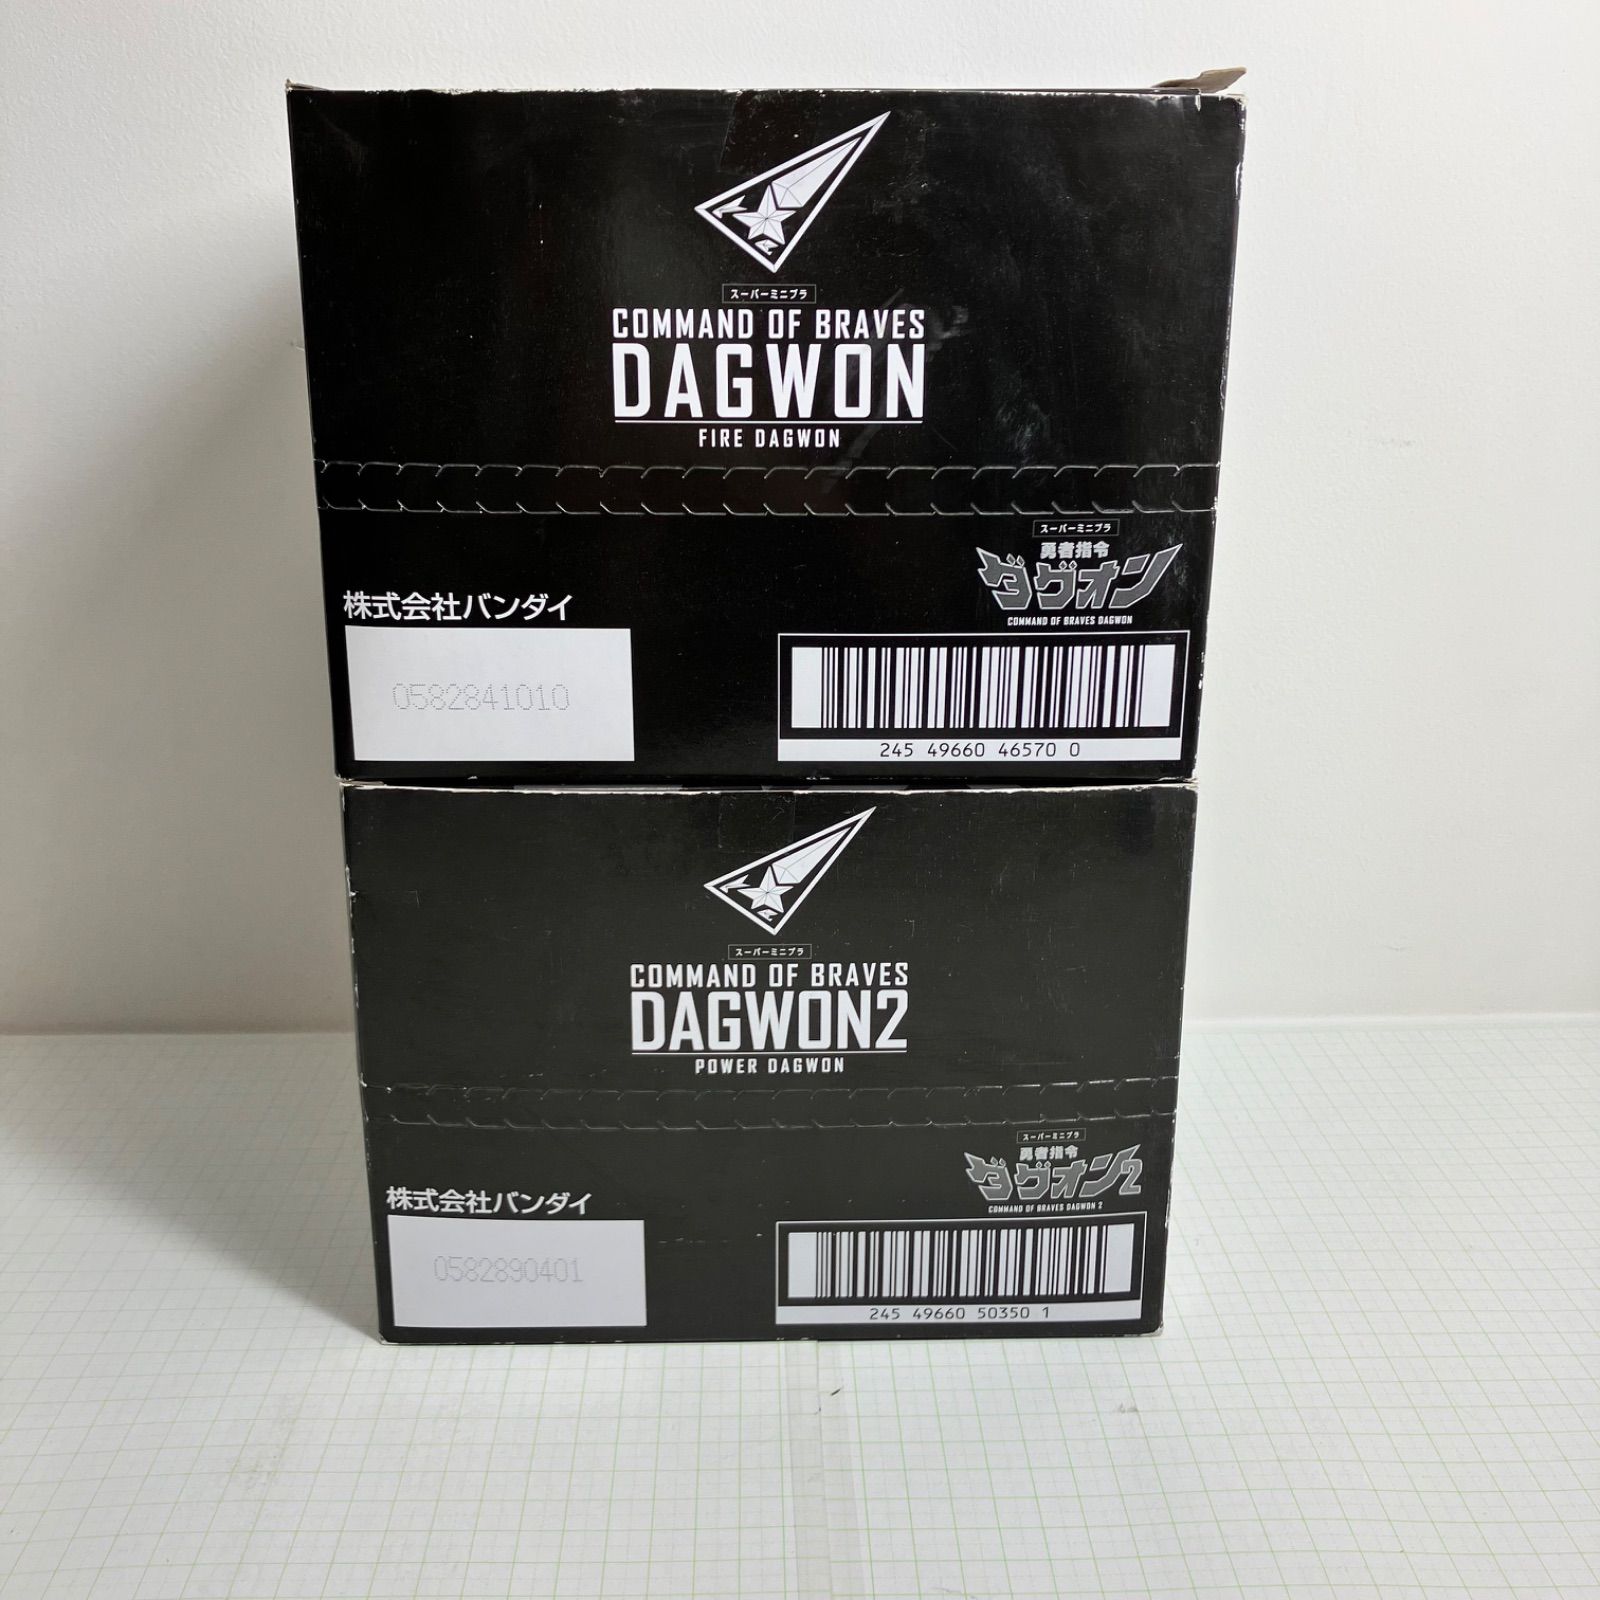 スーパーミニプラ
COMMAND OF BRAVES
DAGWON
FIRE DAGWON
スーパーミニプラ
勇者指令
ダグオン
COMMAND OF BRAVES DAGWON
株式会社バンダイ
0582841010
245 49660 46570 0
スーパーミニプラ
COMMAND OF BRAVES
DAGWON2
POWER DAGWON
スーパーミニプラ
勇者指令
ダグオン2
COMMAND OF BRAVES DAGWON 2
株式会社バンダイ
0582890401
245 49660 50350 1